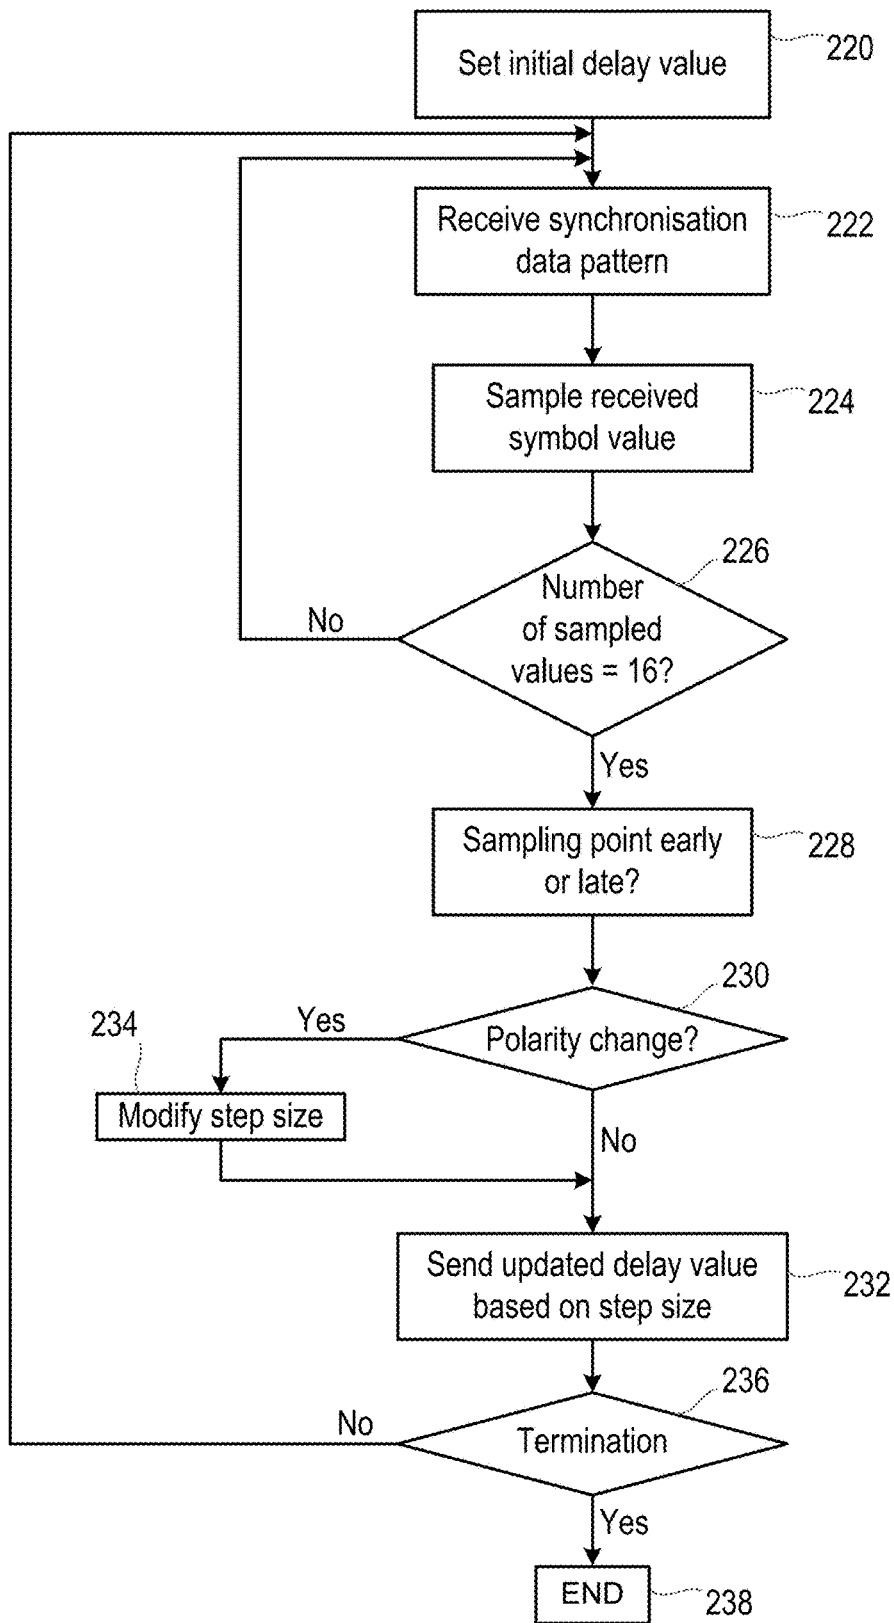 Set initial delay value
220
Receive synchronisation
data pattern
222
Sample received
symbol value
224
226
Number
of sampled
values = 16?
No
Yes
Sampling point early
or late?
228
230
234
Yes
Polarity change?
Modify step size
No
Send updated delay value
based on step size
232
236
No
Termination
Yes
END
238